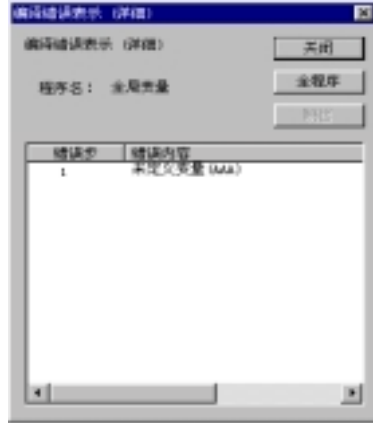 编译错误表示 (详细)
编译错误表示 (详细)
关闭
程序名： 全局变量
全程序
错误步 错误内容
1 未定义变量 (AAA)